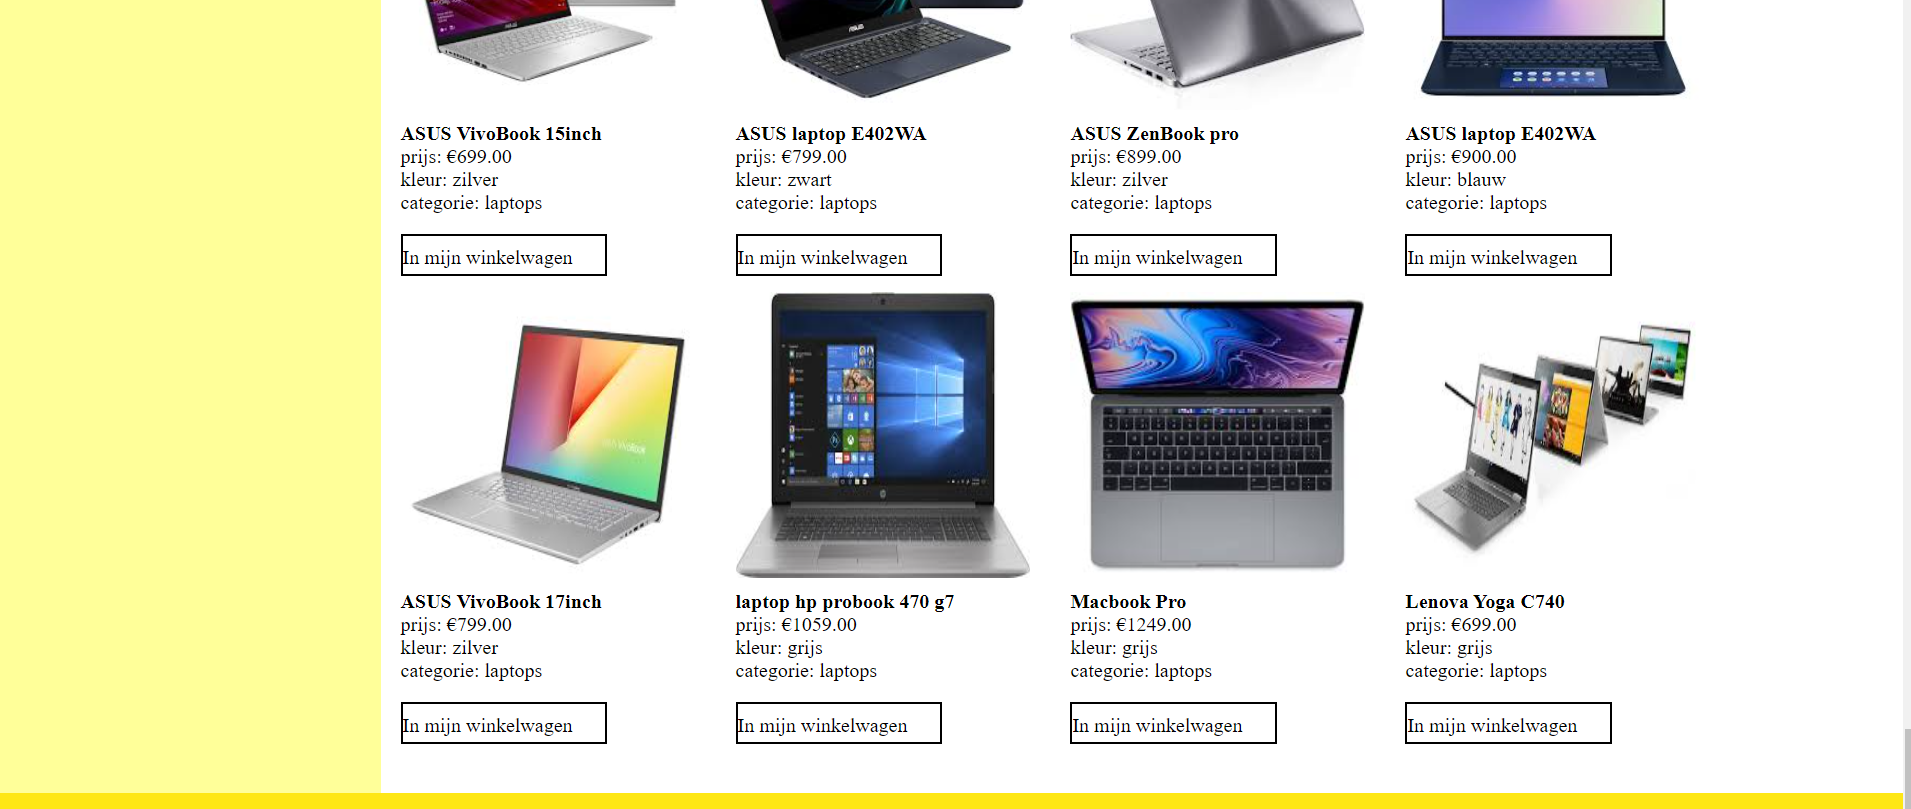 ASUS
ASUS VivoBook 15inch
prijs: €699.00
kleur: zilver
categorie: laptops
In mijn winkelwagen
ASUS laptop E402WA
prijs: €799.00
kleur: zwart
categorie: laptops
In mijn winkelwagen
ASUS ZenBook pro
prijs: €899.00
kleur: zilver
categorie: laptops
In mijn winkelwagen
ASUS laptop E402WA
prijs: €900.00
kleur: blauw
categorie: laptops
In mijn winkelwagen
ASUS VivoBook 17inch
prijs: €799.00
kleur: zilver
categorie: laptops
In mijn winkelwagen
laptop hp probook 470 g7
prijs: €1059.00
kleur: grijs
categorie: laptops
In mijn winkelwagen
Macbook Pro
prijs: €1249.00
kleur: grijs
categorie: laptops
In mijn winkelwagen
Lenova Yoga C740
prijs: €699.00
kleur: grijs
categorie: laptops
In mijn winkelwagen